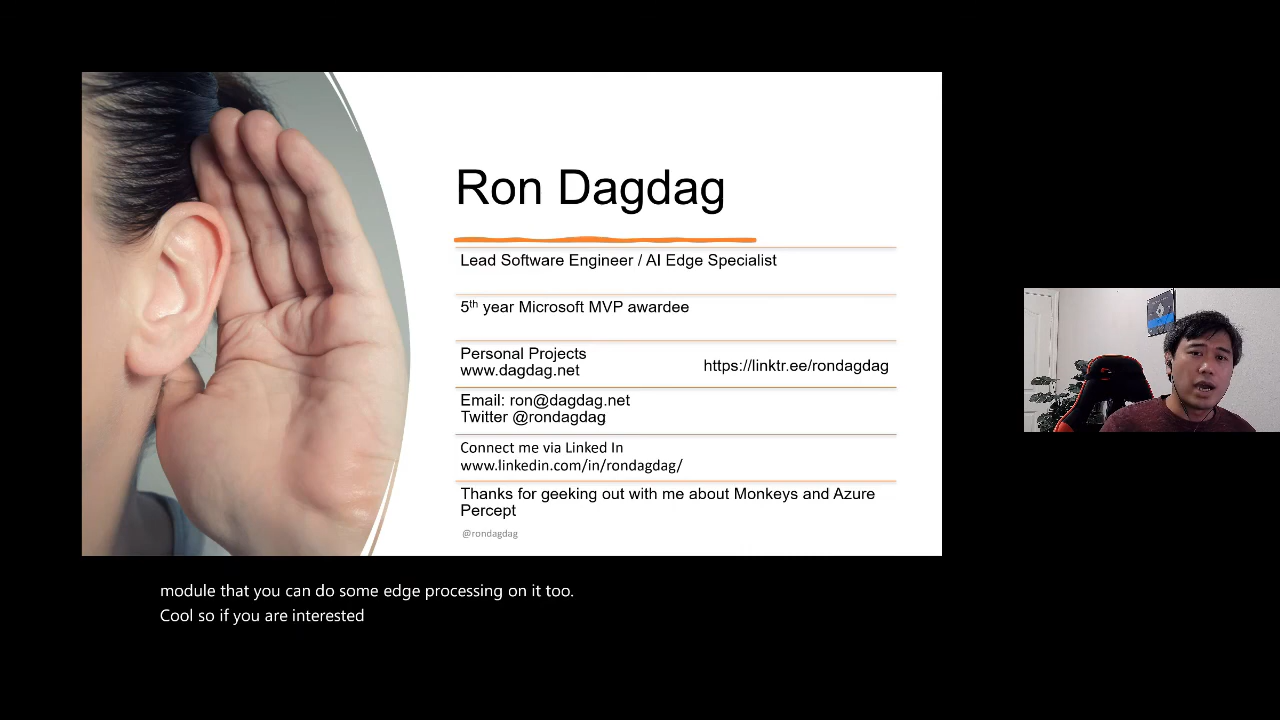 Ron Dagdag
Lead Software Engineer / AI Edge Specialist
5th year Microsoft MVP awardee
Personal Projects
www.dagdag.net
https://linktr.ee/rondagdag
Email: ron@dagdag.net
Twitter @rondagdag
Connect me via Linked In
www.linkedin.com/in/rondagdag/
Thanks for geeking out with me about Monkeys and Azure
Percept
@rondagdag
module that you can do some edge processing on it too.
Cool so if you are interested